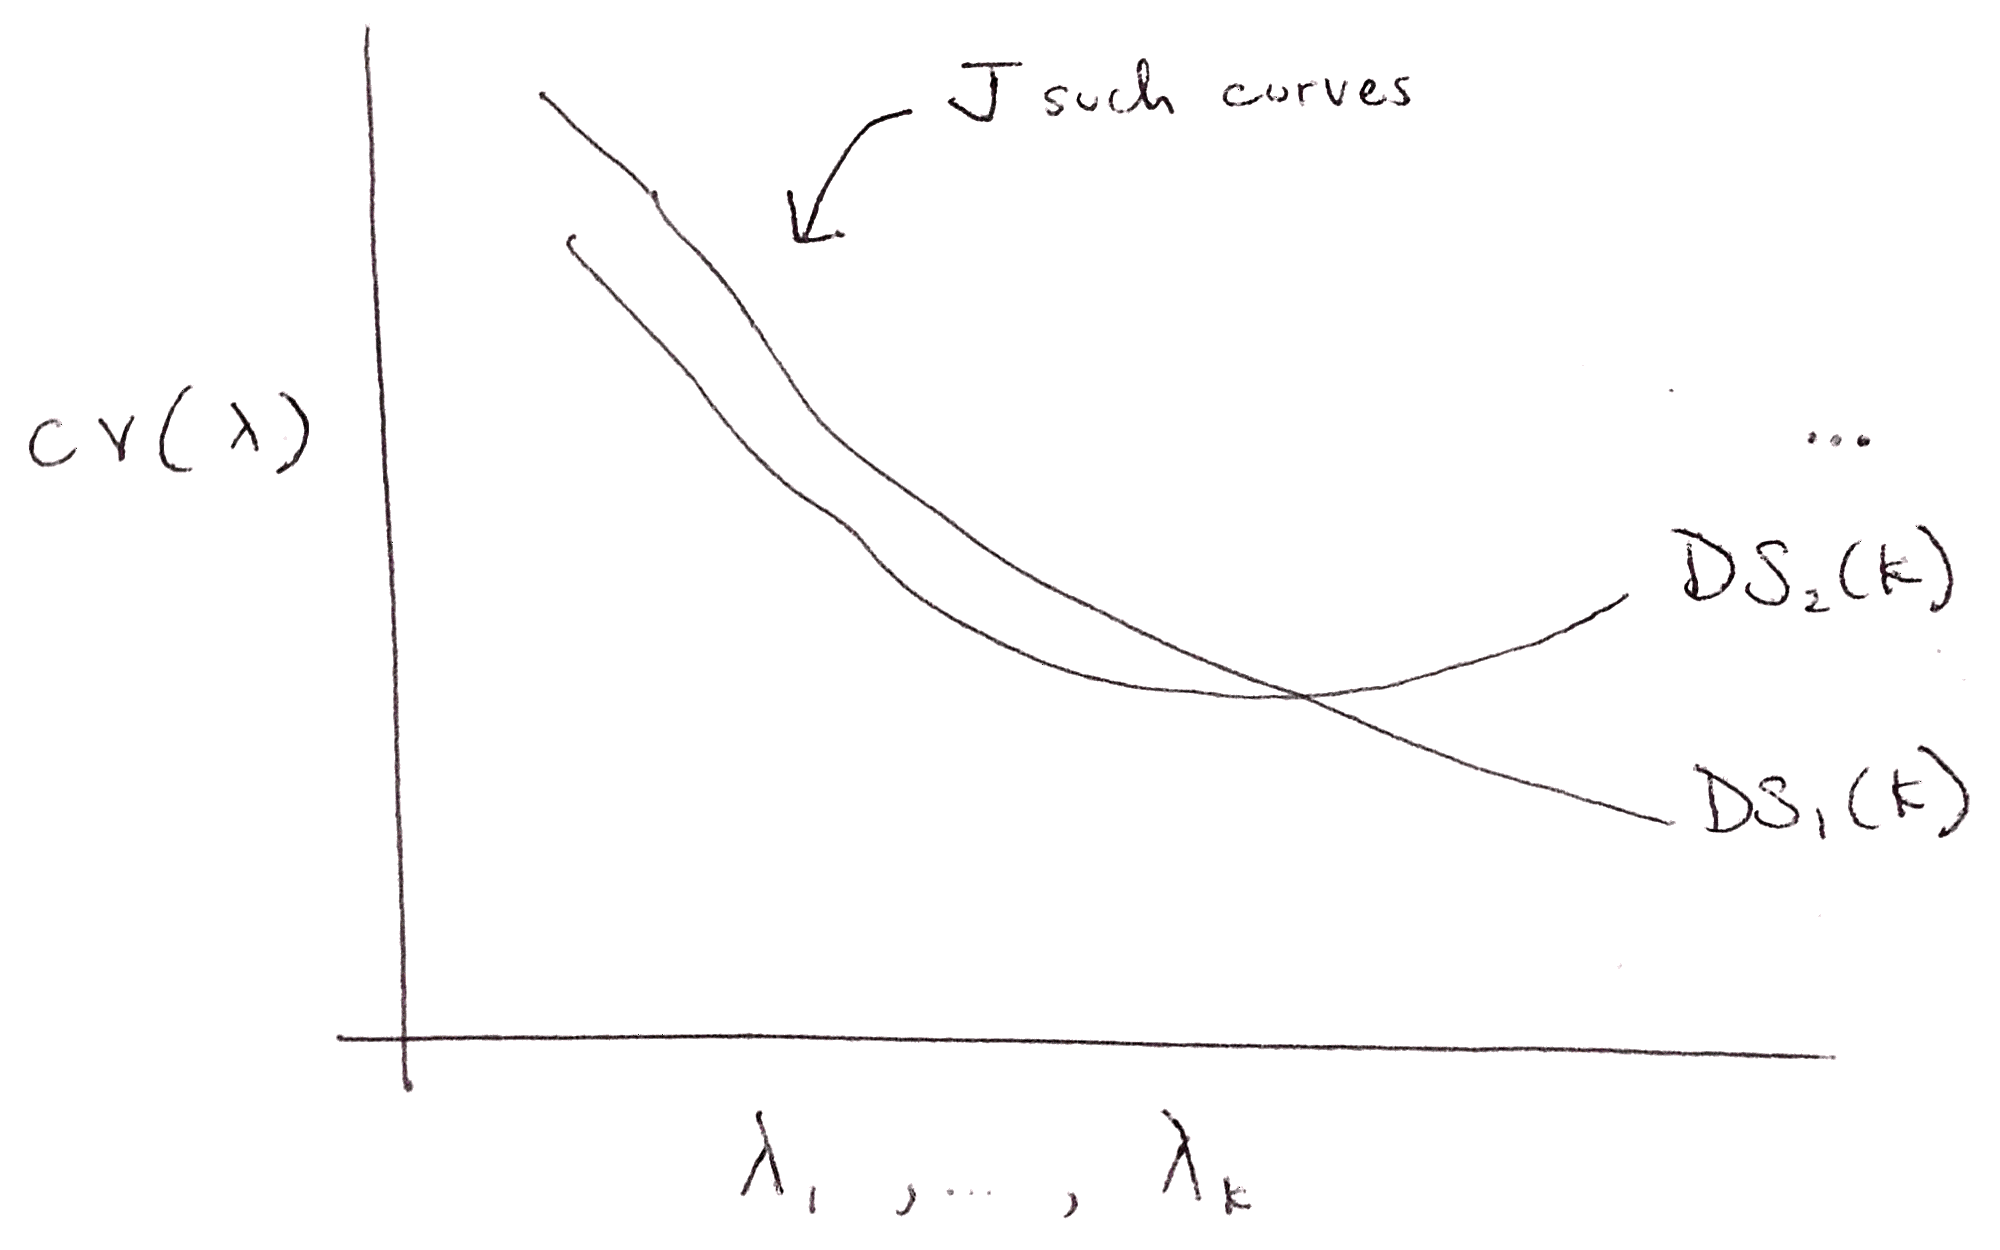 J such curves
CV(λ)
...
DS₂(k)
DS₁(k)
λ₁ , ... , λₖ